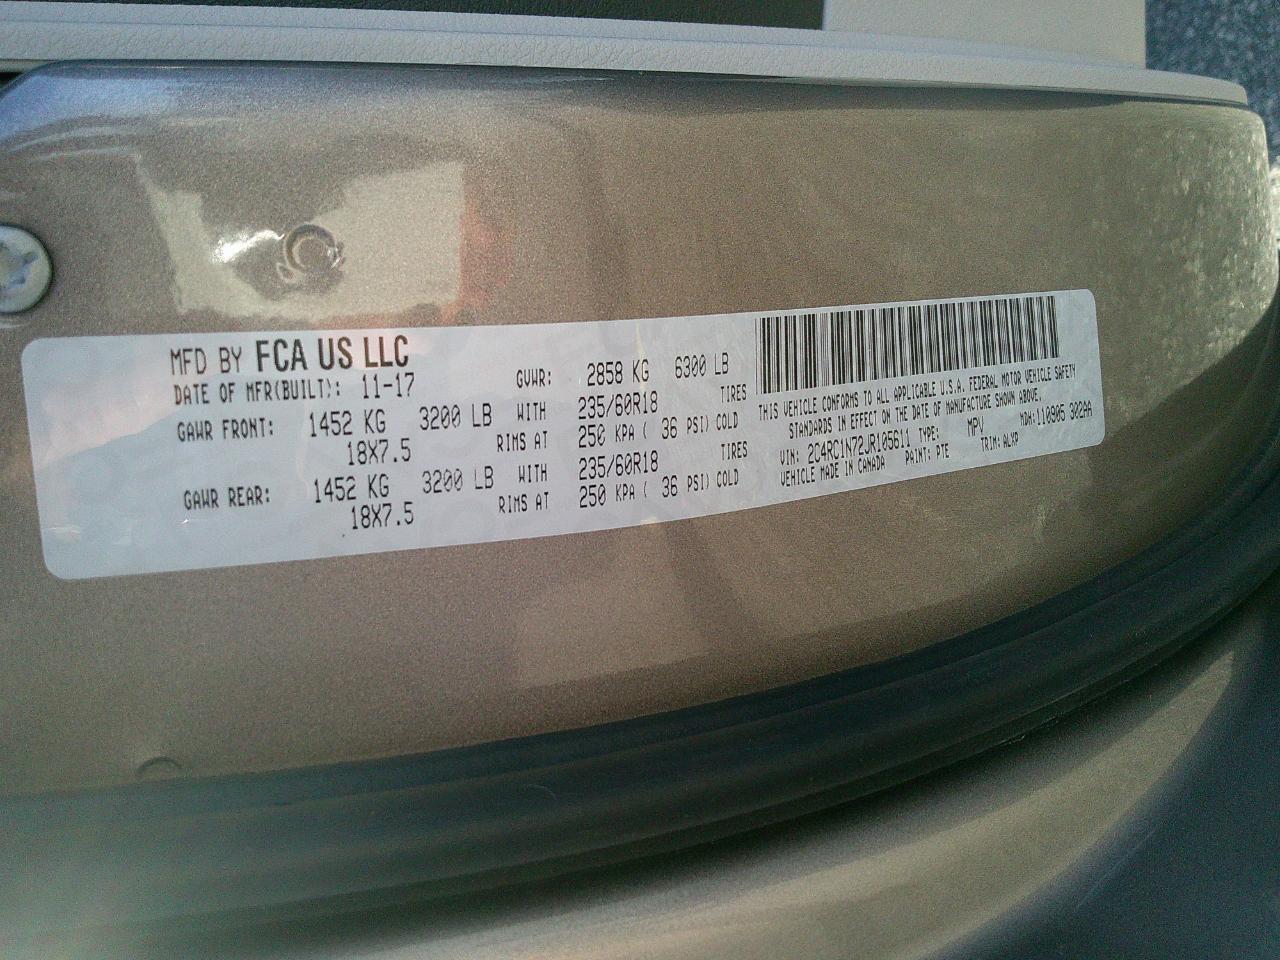 MFD BY FCA US LLC
DATE OF MFR(BUILT): 11-17 GVWR: 2858 KG 6300 LB
GAWR FRONT: 1452 KG 3200 LB WITH 235/60R18 TIRES
18X7.5 RIMS AT 250 KPA ( 36 PSI) COLD
GAWR REAR: 1452 KG 3200 LB WITH 235/60R18 TIRES
18X7.5 RIMS AT 250 KPA ( 36 PSI) COLD
THIS VEHICLE CONFORMS TO ALL APPLICABLE U.S.A. FEDERAL MOTOR VEHICLE SAFETY
STANDARDS IN EFFECT ON THE DATE OF MANUFACTURE SHOWN ABOVE.
VIN: 2C4RC1N72JR105611 TYPE: MPV MDH:110905 302AA
VEHICLE MADE IN CANADA PAINT: PTE TRIM: ALXP